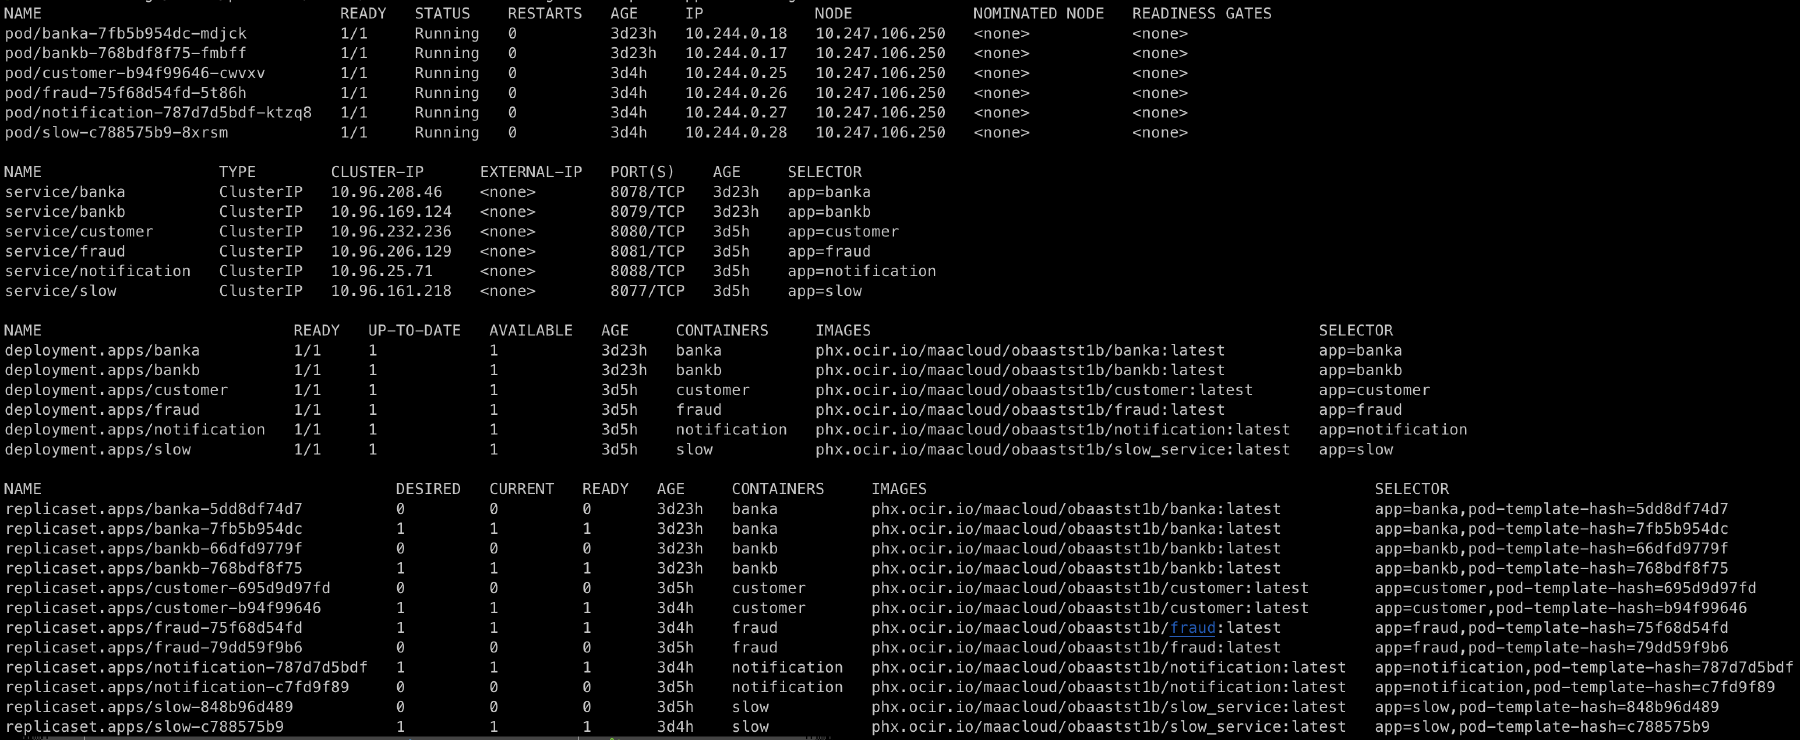 NAME READY STATUS RESTARTS AGE IP NODE NOMINATED NODE READINESS GATES
pod/banka-7fb5b954dc-mdjck 1/1 Running 0 3d23h 10.244.0.18 10.247.106.250 <none> <none>
pod/bankb-768bdf8f75-fmbff 1/1 Running 0 3d23h 10.244.0.17 10.247.106.250 <none> <none>
pod/customer-b94f99646-cwvxv 1/1 Running 0 3d4h 10.244.0.25 10.247.106.250 <none> <none>
pod/fraud-75f68d54fd-5t86h 1/1 Running 0 3d4h 10.244.0.26 10.247.106.250 <none> <none>
pod/notification-787d7d5bdf-ktzq8 1/1 Running 0 3d4h 10.244.0.27 10.247.106.250 <none> <none>
pod/slow-c788575b9-8xrsm 1/1 Running 0 3d4h 10.244.0.28 10.247.106.250 <none> <none>
NAME TYPE CLUSTER-IP EXTERNAL-IP PORT(S) AGE SELECTOR
service/banka ClusterIP 10.96.208.46 <none> 8078/TCP 3d23h app=banka
service/bankb ClusterIP 10.96.169.124 <none> 8079/TCP 3d23h app=bankb
service/customer ClusterIP 10.96.232.236 <none> 8080/TCP 3d5h app=customer
service/fraud ClusterIP 10.96.206.129 <none> 8081/TCP 3d5h app=fraud
service/notification ClusterIP 10.96.25.71 <none> 8088/TCP 3d5h app=notification
service/slow ClusterIP 10.96.161.218 <none> 8077/TCP 3d5h app=slow
NAME READY UP-TO-DATE AVAILABLE AGE CONTAINERS IMAGES SELECTOR
deployment.apps/banka 1/1 1 1 3d23h banka phx.ocir.io/maacloud/obaastst1b/banka:latest app=banka
deployment.apps/bankb 1/1 1 1 3d23h bankb phx.ocir.io/maacloud/obaastst1b/bankb:latest app=bankb
deployment.apps/customer 1/1 1 1 3d5h customer phx.ocir.io/maacloud/obaastst1b/customer:latest app=customer
deployment.apps/fraud 1/1 1 1 3d5h fraud phx.ocir.io/maacloud/obaastst1b/fraud:latest app=fraud
deployment.apps/notification 1/1 1 1 3d5h notification phx.ocir.io/maacloud/obaastst1b/notification:latest app=notification
deployment.apps/slow 1/1 1 1 3d5h slow phx.ocir.io/maacloud/obaastst1b/slow_service:latest app=slow
NAME DESIRED CURRENT READY AGE CONTAINERS IMAGES SELECTOR
replicaset.apps/banka-5dd8df74d7 0 0 0 3d23h banka phx.ocir.io/maacloud/obaastst1b/banka:latest app=banka,pod-template-hash=5dd8df74d7
replicaset.apps/banka-7fb5b954dc 1 1 1 3d23h banka phx.ocir.io/maacloud/obaastst1b/banka:latest app=banka,pod-template-hash=7fb5b954dc
replicaset.apps/bankb-66dfd9779f 0 0 0 3d23h bankb phx.ocir.io/maacloud/obaastst1b/bankb:latest app=bankb,pod-template-hash=66dfd9779f
replicaset.apps/bankb-768bdf8f75 1 1 1 3d23h bankb phx.ocir.io/maacloud/obaastst1b/bankb:latest app=bankb,pod-template-hash=768bdf8f75
replicaset.apps/customer-695d9d97fd 0 0 0 3d5h customer phx.ocir.io/maacloud/obaastst1b/customer:latest app=customer,pod-template-hash=695d9d97fd
replicaset.apps/customer-b94f99646 1 1 1 3d4h customer phx.ocir.io/maacloud/obaastst1b/customer:latest app=customer,pod-template-hash=b94f99646
replicaset.apps/fraud-75f68d54fd 1 1 1 3d4h fraud phx.ocir.io/maacloud/obaastst1b/fraud:latest app=fraud,pod-template-hash=75f68d54fd
replicaset.apps/fraud-79dd59f9b6 0 0 0 3d5h fraud phx.ocir.io/maacloud/obaastst1b/fraud:latest app=fraud,pod-template-hash=79dd59f9b6
replicaset.apps/notification-787d7d5bdf 1 1 1 3d4h notification phx.ocir.io/maacloud/obaastst1b/notification:latest app=notification,pod-template-hash=787d7d5bdf
replicaset.apps/notification-c7fd9f89 0 0 0 3d5h notification phx.ocir.io/maacloud/obaastst1b/notification:latest app=notification,pod-template-hash=c7fd9f89
replicaset.apps/slow-848b96d489 0 0 0 3d5h slow phx.ocir.io/maacloud/obaastst1b/slow_service:latest app=slow,pod-template-hash=848b96d489
replicaset.apps/slow-c788575b9 1 1 1 3d4h slow phx.ocir.io/maacloud/obaastst1b/slow_service:latest app=slow,pod-template-hash=c788575b9